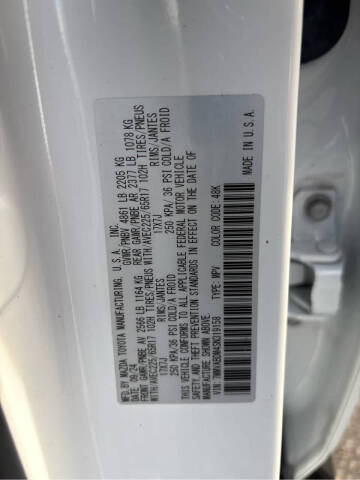 MFD. BY MAZDA TOYOTA MANUFACTURING, U.S.A., INC.
DATE: 09/24 GVWR/PNBV 4861 LB 2205 KG
FRONT GAWR/PNBE AV 2566 LB 1164 KG REAR GAWR/PNBE AR 2377 LB 1078 KG
WITH/AVEC225/65R17 102H TIRES/PNEUS WITH/AVEC225/65R17 102H TIRES/PNEUS
17X7J RIMS/JANTES 17X7J RIMS/JANTES
250 KPA/36 PSI COLD/A FROID 250 KPA/ 36 PSI COLD/A FROID
THIS VEHICLE CONFORMS TO ALL APPLICABLE FEDERAL MOTOR VEHICLE
SAFETY AND THEFT PREVENTION STANDARDS IN EFFECT ON THE DATE OF
MANUFACTURE SHOWN ABOVE.
VIN: TYPE: MPV COLOR CODE: 48K MADE IN U.S.A.